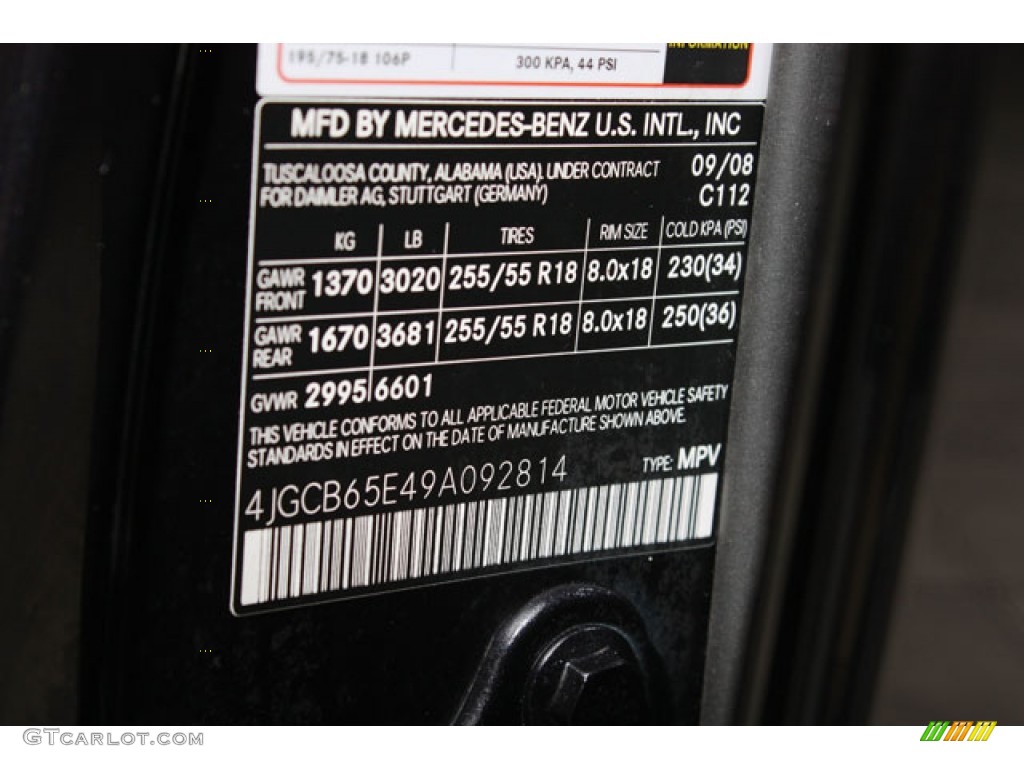 195/75-18 106P 300 KPA, 44 PSI INFORMATION
MFD BY MERCEDES-BENZ U.S. INTL., INC
TUSCALOOSA COUNTY, ALABAMA (USA). UNDER CONTRACT 09/08
FOR DAIMLER AG, STUTTGART (GERMANY) C112
KG LB TIRES RIM SIZE COLD KPA (PSI)
GAWR FRONT 1370 3020 255/55 R18 8.0x18 230(34)
GAWR REAR 1670 3681 255/55 R18 8.0x18 250(36)
GVWR 2995 6601
THIS VEHICLE CONFORMS TO ALL APPLICABLE FEDERAL MOTOR VEHICLE SAFETY
STANDARDS IN EFFECT ON THE DATE OF MANUFACTURE SHOWN ABOVE.
4JGCB65E49A092814 TYPE: MPV
GTCARLOT.COM